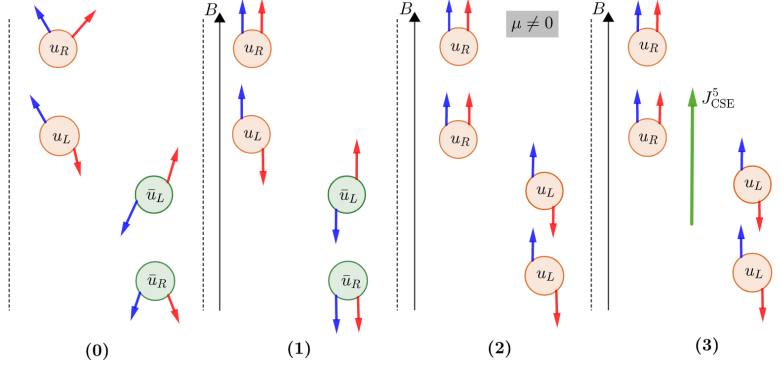 u_R
u_L
ū_L
ū_R
(0)
B
u_R
u_L
ū_L
ū_R
(1)
B
μ ≠ 0
u_R
u_R
u_L
u_L
(2)
B
u_R
u_R
J^5_CSE
u_L
u_L
(3)